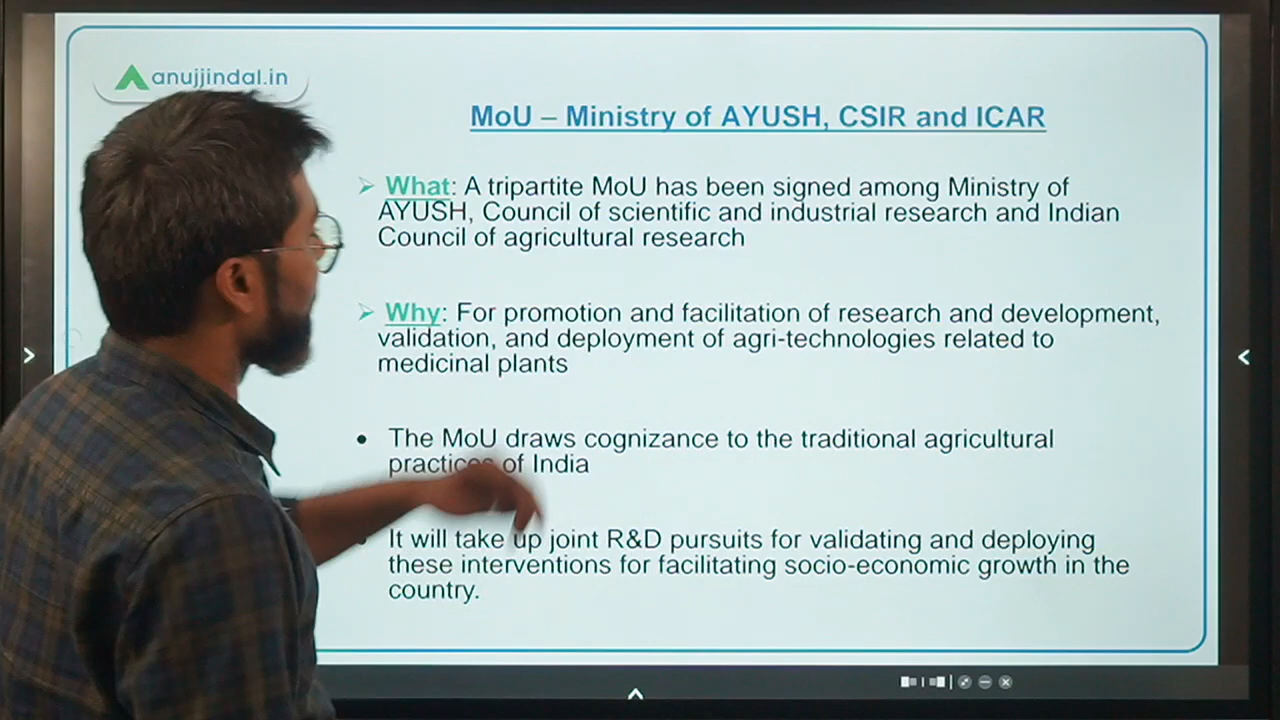 anujjindal.in
MoU – Ministry of AYUSH, CSIR and ICAR
What: A tripartite MoU has been signed among Ministry of
AYUSH, Council of scientific and industrial research and Indian
Council of agricultural research
Why: For promotion and facilitation of research and development,
validation, and deployment of agri-technologies related to
medicinal plants
The MoU draws cognizance to the traditional agricultural
practices of India
It will take up joint R&D pursuits for validating and deploying
these interventions for facilitating socio-economic growth in the
country.